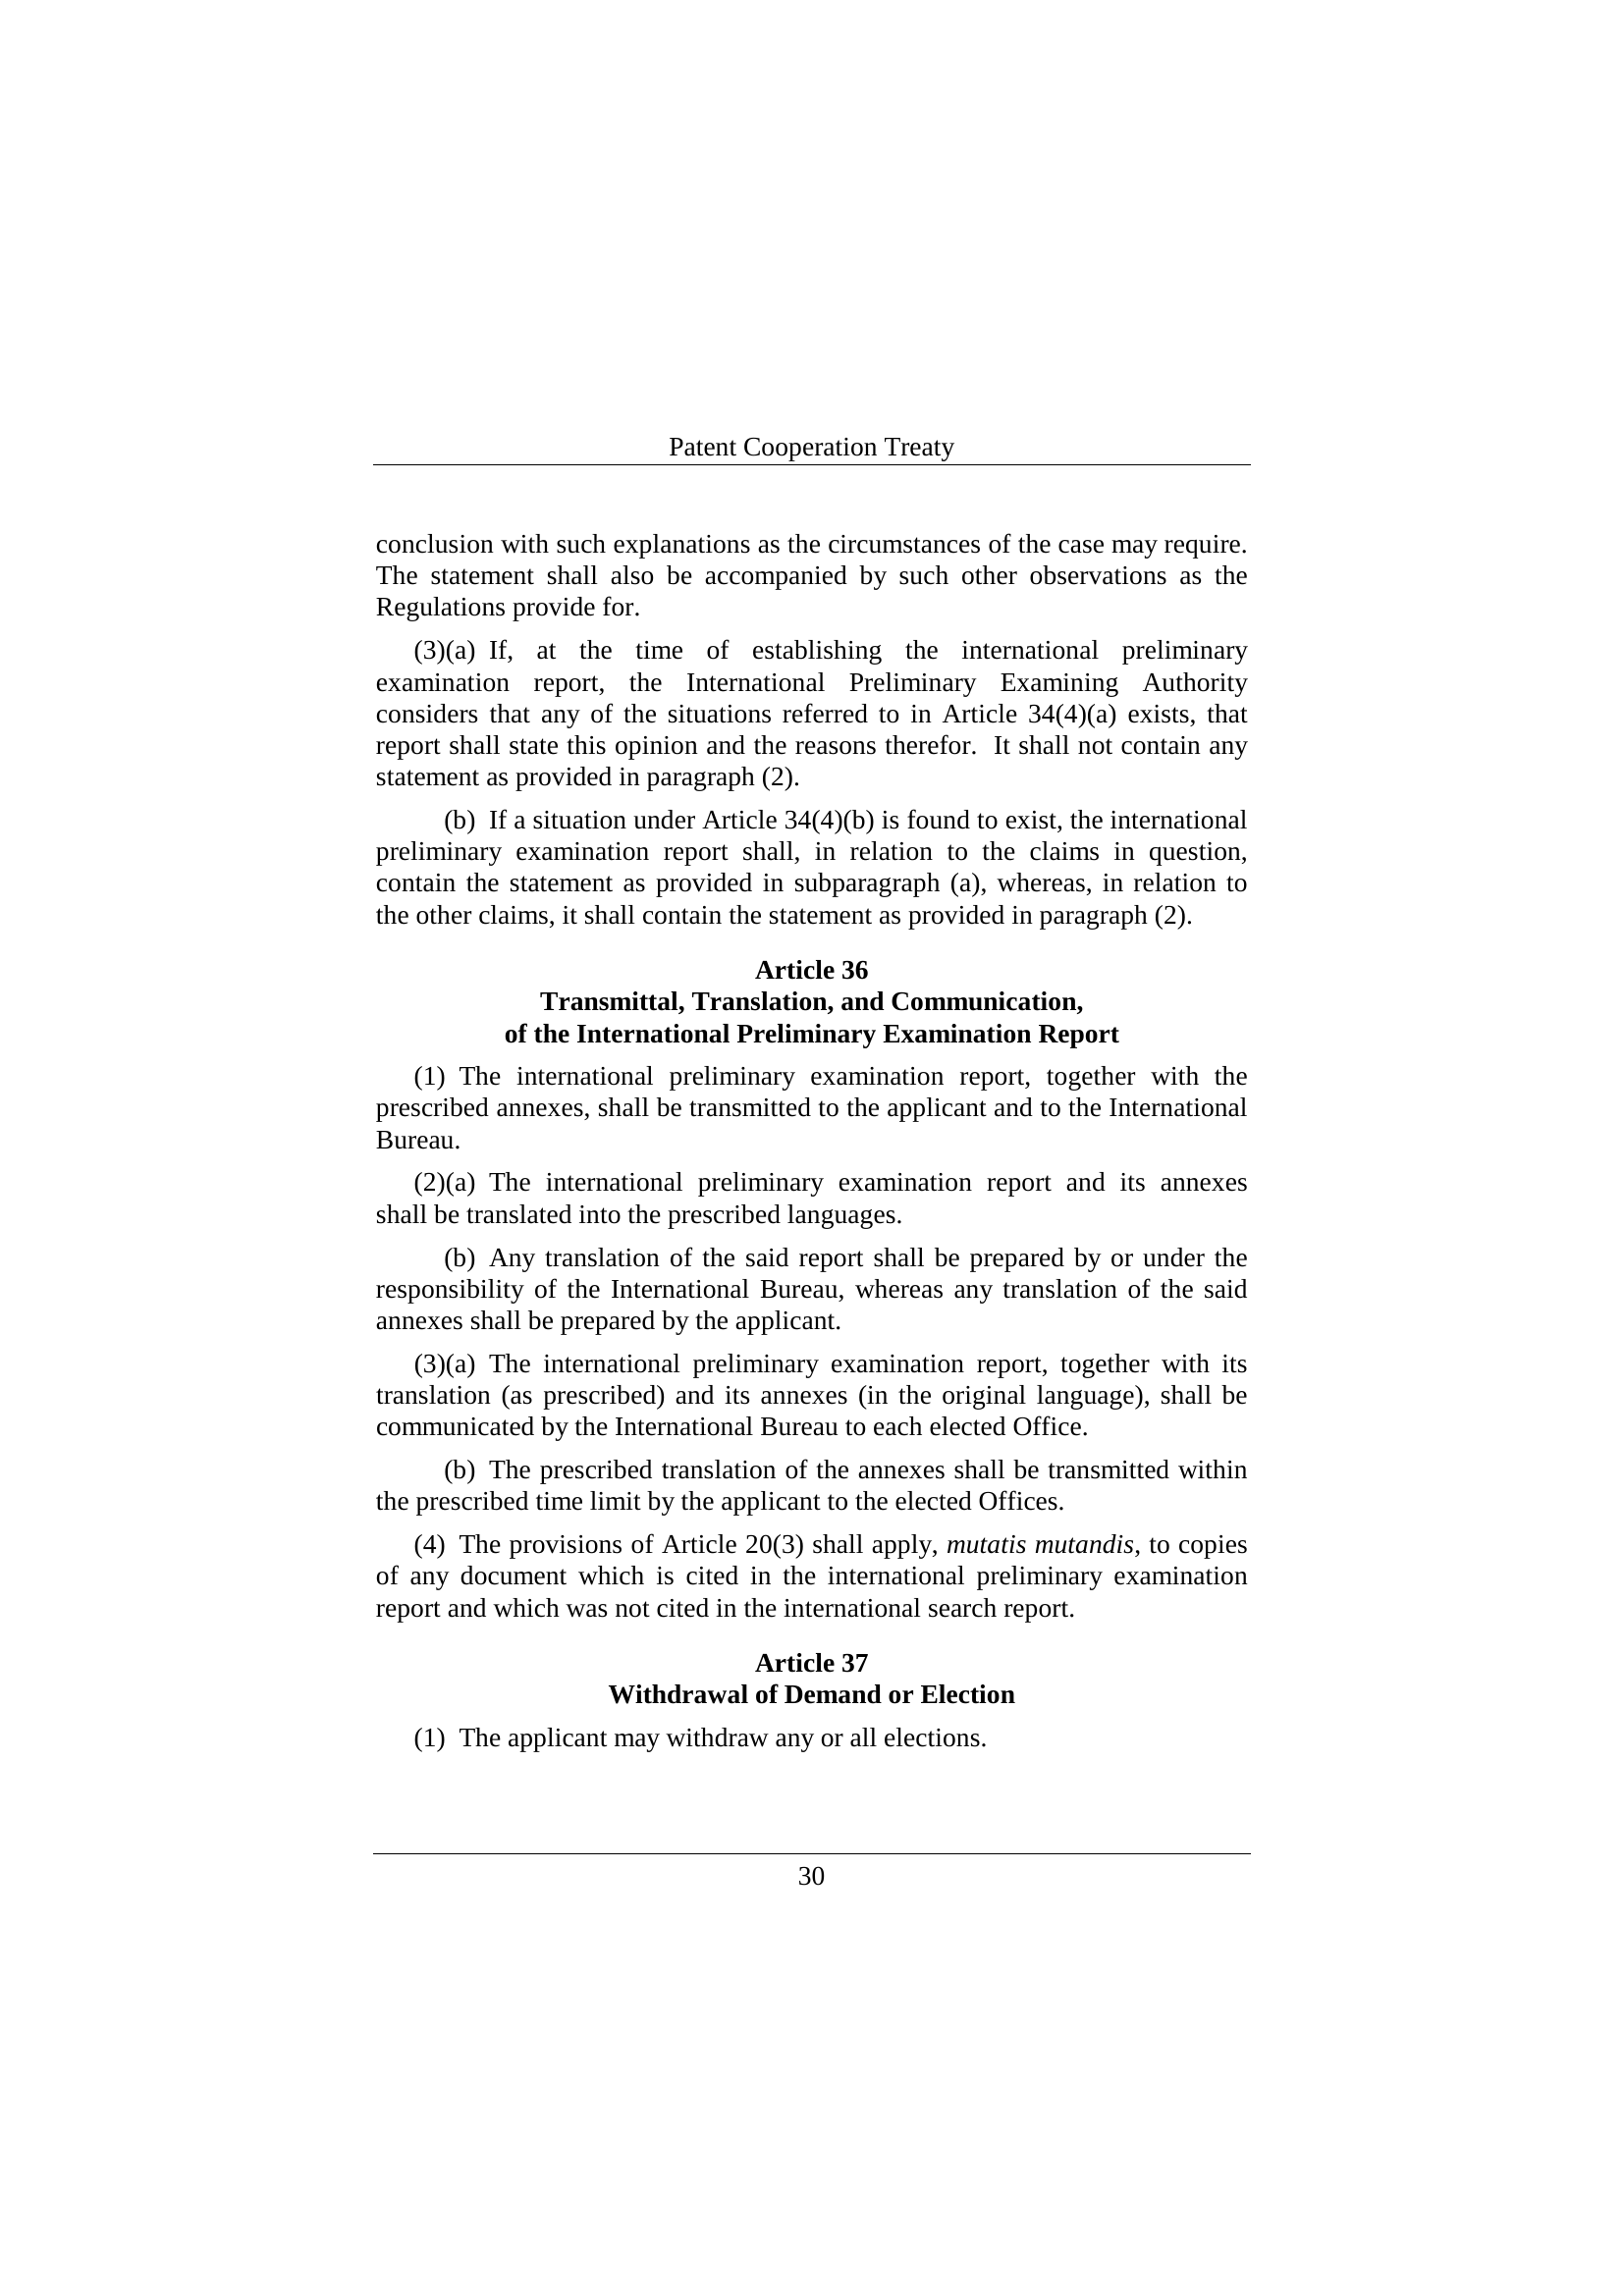 Patent Cooperation Treaty
conclusion with such explanations as the circumstances of the case may require.
The statement shall also be accompanied by such other observations as the
Regulations provide for.
(3)(a) If, at the time of establishing the international preliminary
examination report, the International Preliminary Examining Authority
considers that any of the situations referred to in Article 34(4)(a) exists, that
report shall state this opinion and the reasons therefor. It shall not contain any
statement as provided in paragraph (2).
(b) If a situation under Article 34(4)(b) is found to exist, the international
preliminary examination report shall, in relation to the claims in question,
contain the statement as provided in subparagraph (a), whereas, in relation to
the other claims, it shall contain the statement as provided in paragraph (2).
Article 36
Transmittal, Translation, and Communication,
of the International Preliminary Examination Report
(1) The international preliminary examination report, together with the
prescribed annexes, shall be transmitted to the applicant and to the International
Bureau.
(2)(a) The international preliminary examination report and its annexes
shall be translated into the prescribed languages.
(b) Any translation of the said report shall be prepared by or under the
responsibility of the International Bureau, whereas any translation of the said
annexes shall be prepared by the applicant.
(3)(a) The international preliminary examination report, together with its
translation (as prescribed) and its annexes (in the original language), shall be
communicated by the International Bureau to each elected Office.
(b) The prescribed translation of the annexes shall be transmitted within
the prescribed time limit by the applicant to the elected Offices.
(4) The provisions of Article 20(3) shall apply, mutatis mutandis, to copies
of any document which is cited in the international preliminary examination
report and which was not cited in the international search report.
Article 37
Withdrawal of Demand or Election
(1) The applicant may withdraw any or all elections.
30